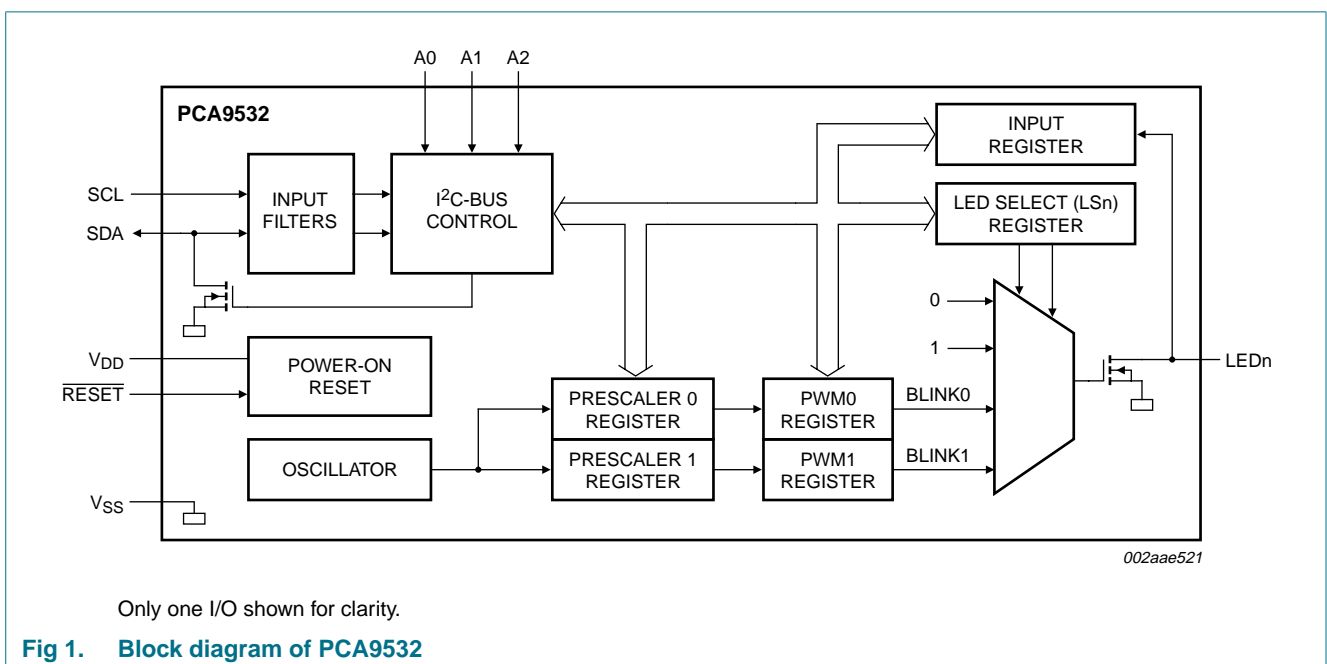 A0 A1 A2
PCA9532
SCL
SDA
INPUT
FILTERS
I²C-BUS
CONTROL
INPUT
REGISTER
LED SELECT (LSn)
REGISTER
0
1
VDD
RESET
POWER-ON
RESET
OSCILLATOR
PRESCALER 0
REGISTER
PRESCALER 1
REGISTER
PWM0
REGISTER
PWM1
REGISTER
BLINK0
BLINK1
LEDn
VSS
002aae521
Only one I/O shown for clarity.
Fig 1. Block diagram of PCA9532